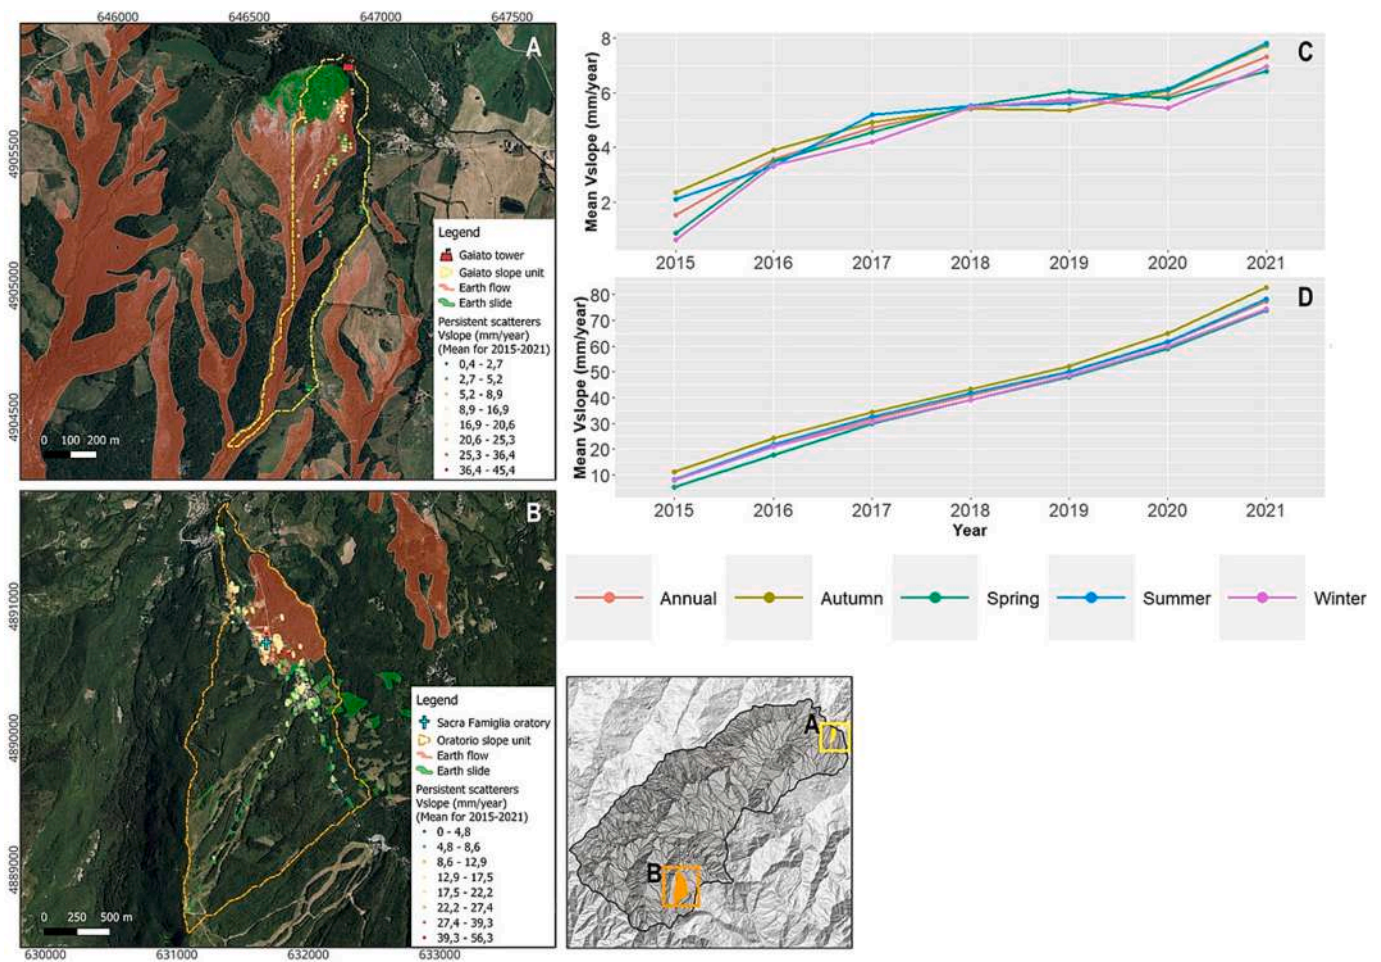 646000 646500 647000 647500
A
4905500
4905000
4904500
Legend
Gaiato tower
Gaiato slope unit
Earth flow
Earth slide
Persistent scatterers
Vslope (mm/year)
(Mean for 2015-2021)
0,4 - 2,7
2,7 - 5,2
5,2 - 8,9
8,9 - 16,9
16,9 - 20,6
20,6 - 25,3
25,3 - 36,4
36,4 - 45,4
0 100 200 m
B
4891000
4890000
4889000
Legend
Sacra Famiglia oratory
Oratorio slope unit
Earth flow
Earth slide
Persistent scatterers
Vslope (mm/year)
(Mean for 2015-2021)
0 - 4,8
4,8 - 8,6
8,6 - 12,9
12,9 - 17,5
17,5 - 22,2
22,2 - 27,4
27,4 - 39,3
39,3 - 56,3
0 250 500 m
630000 631000 632000 633000
C
Mean Vslope (mm/year)
8
6
4
2
2015 2016 2017 2018 2019 2020 2021
D
Mean Vslope (mm/year)
80
70
60
50
40
30
20
10
2015 2016 2017 2018 2019 2020 2021
Year
Annual Autumn Spring Summer Winter
A
B